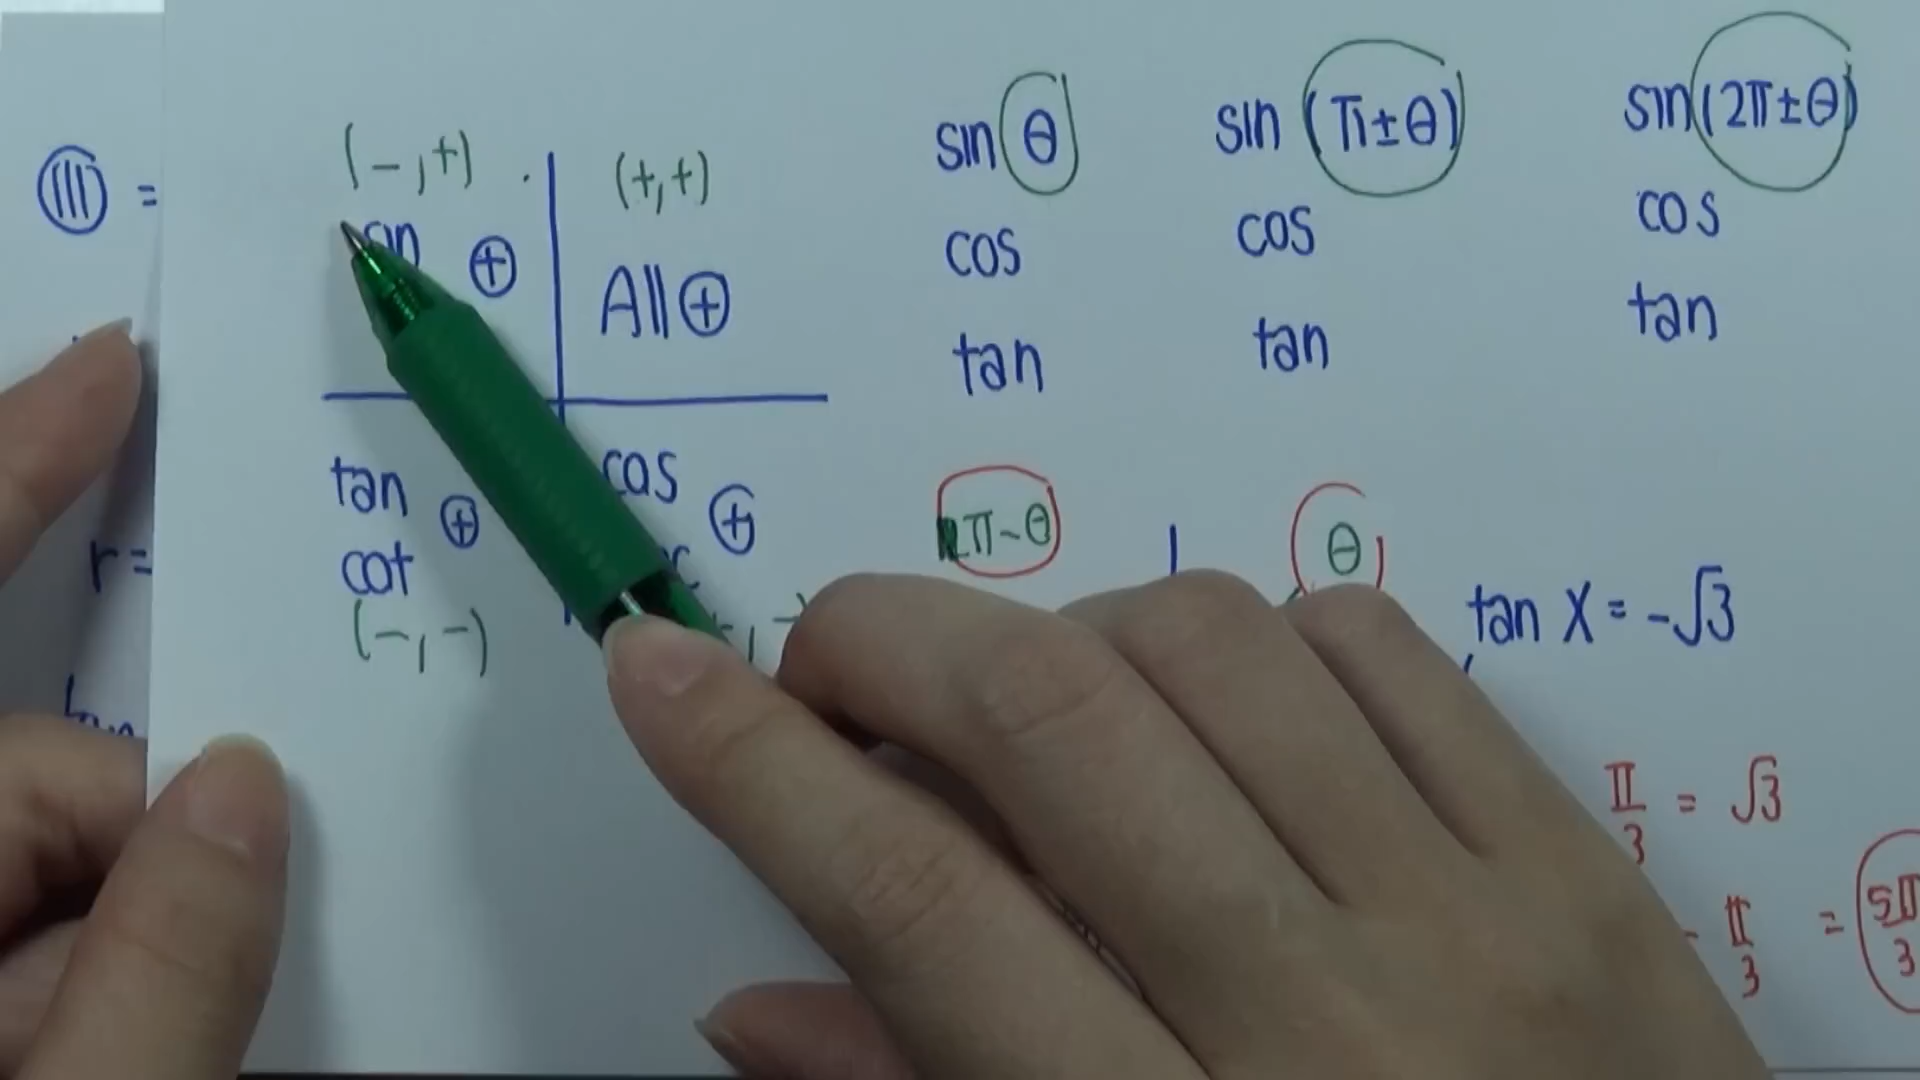 (III) =
(-,+)
(+,+)
sin θ
sin (π±θ)
sin(2π±θ)
⊕
All ⊕
cos
cos
cos
tan
tan
tan
tan
cot ⊕
(-,-)
cos
⊕
2π-θ
θ
r=
tan X = -√3
π/3 = √3
π/3 = 5π/3